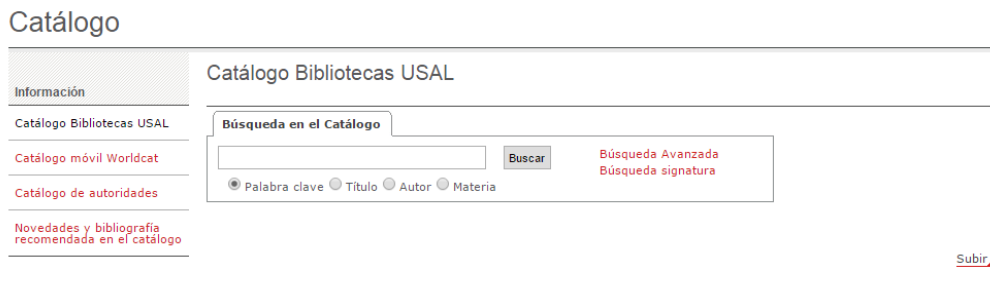 Catálogo
Información
Catálogo Bibliotecas USAL
Catálogo móvil Worldcat
Catálogo de autoridades
Novedades y bibliografía
recomendada en el catálogo
Catálogo Bibliotecas USAL
Búsqueda en el Catálogo
Buscar
Búsqueda Avanzada
Búsqueda signatura
Palabra clave Título Autor Materia
Subir